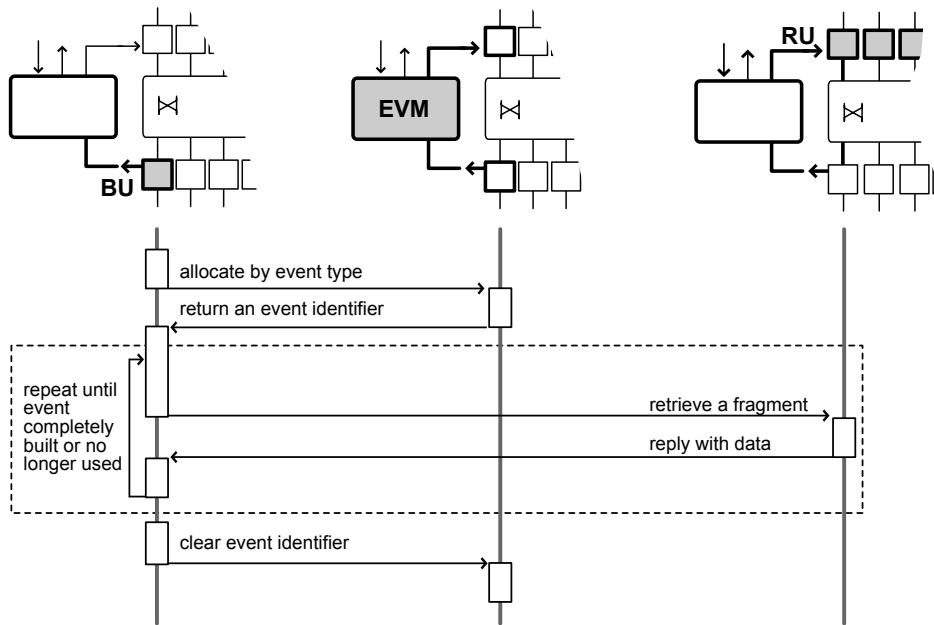 RU
EVM
BU
allocate by event type
return an event identifier
repeat until
event
completely
built or no
longer used
retrieve a fragment
reply with data
clear event identifier